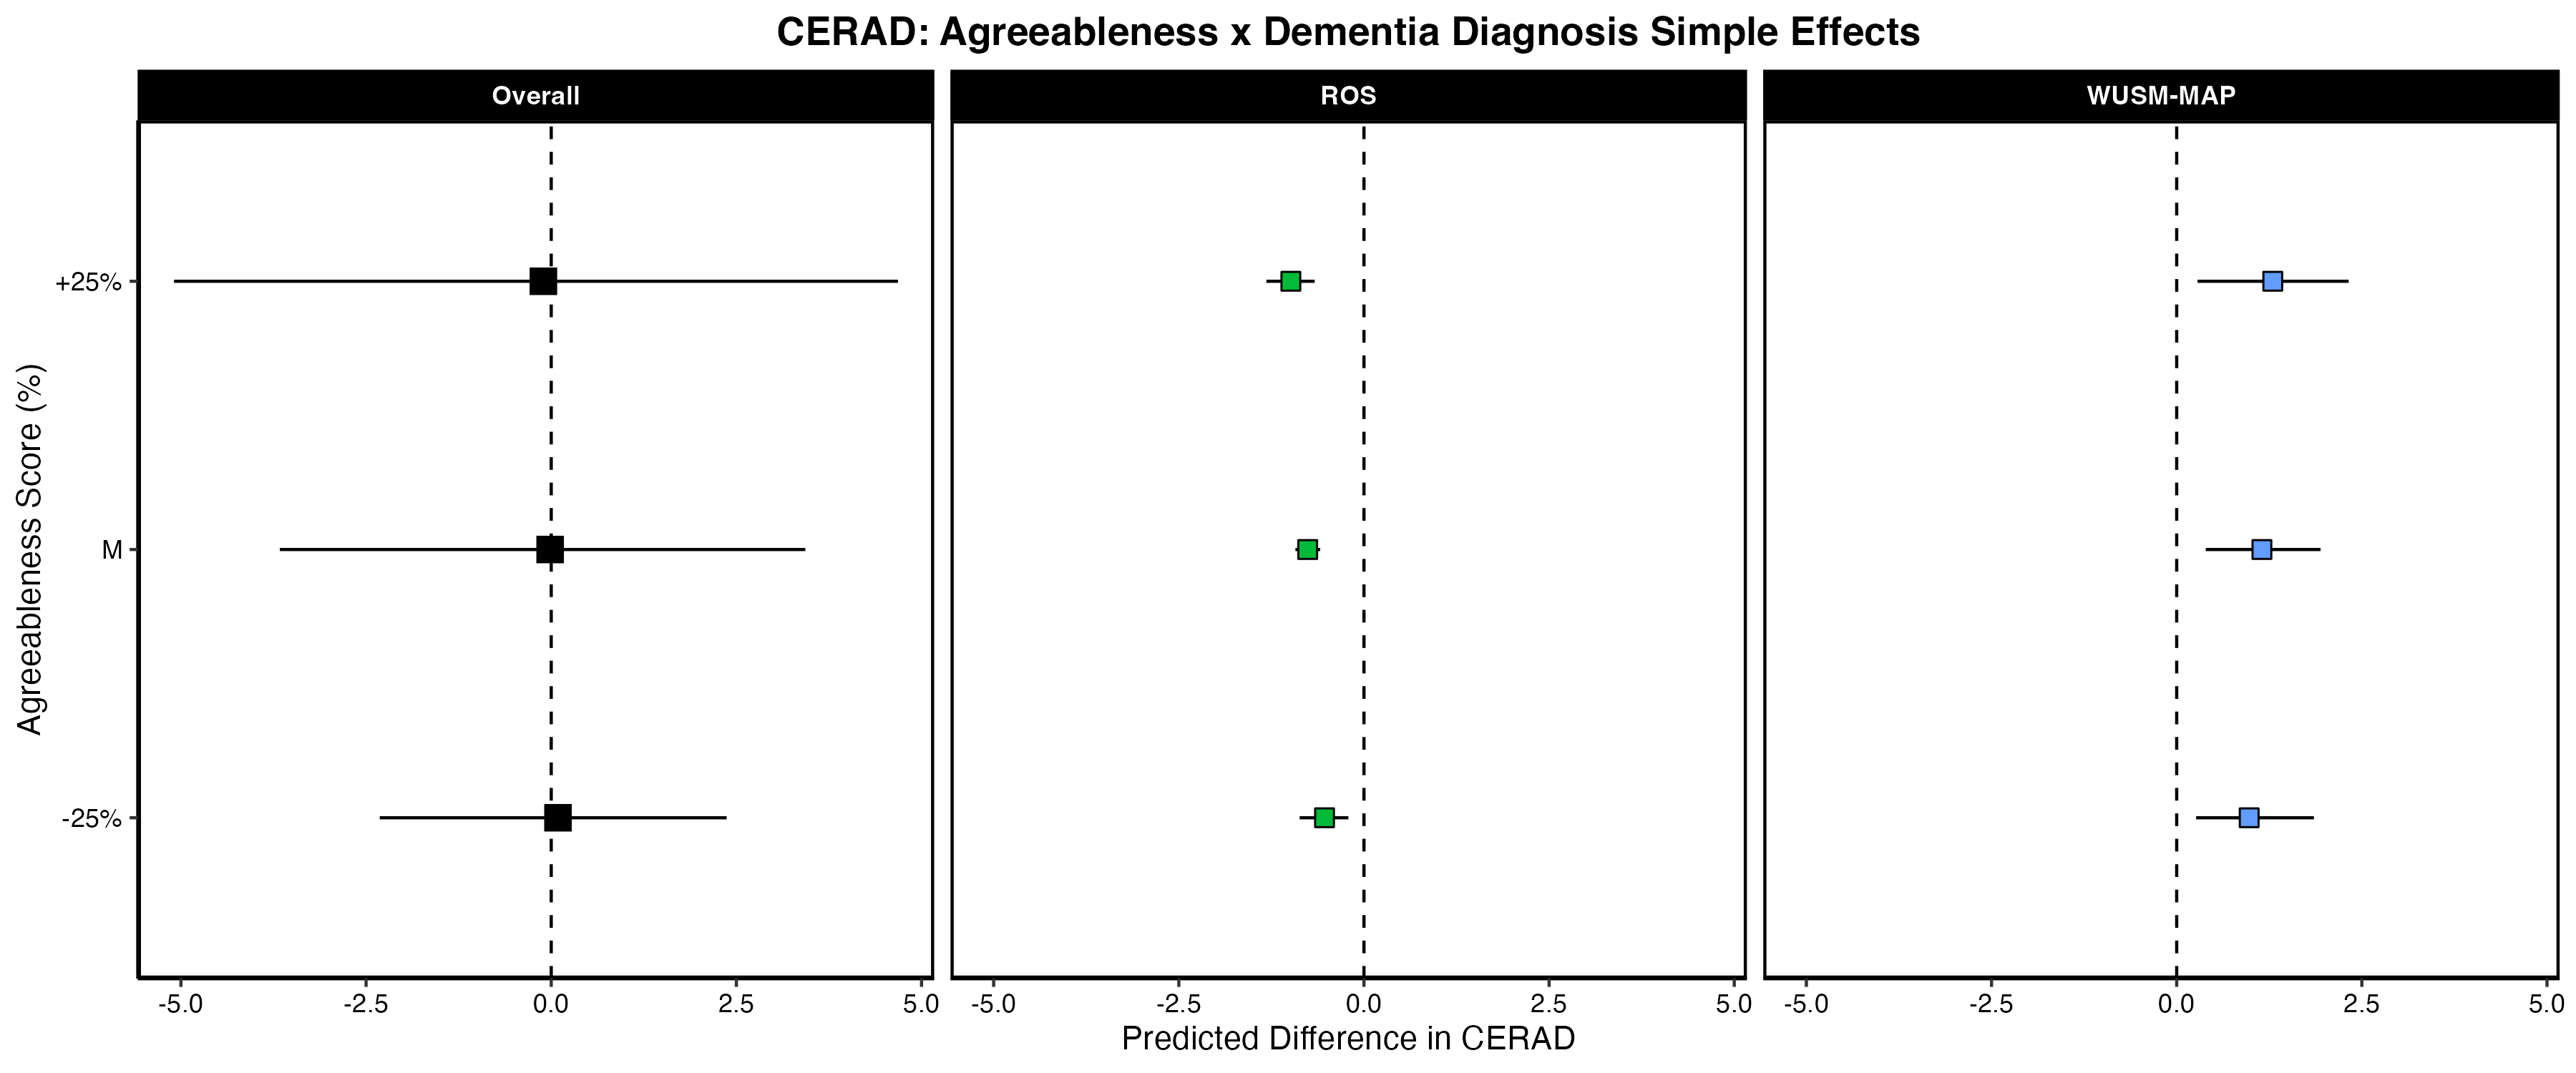 CERAD: Agreeableness x Dementia Diagnosis Simple Effects
Overall
ROS
WUSM-MAP
Agreeableness Score (%)
+25%
M
-25%
-5.0 -2.5 0.0 2.5 5.0
-5.0 -2.5 0.0 2.5 5.0
-5.0 -2.5 0.0 2.5 5.0
Predicted Difference in CERAD